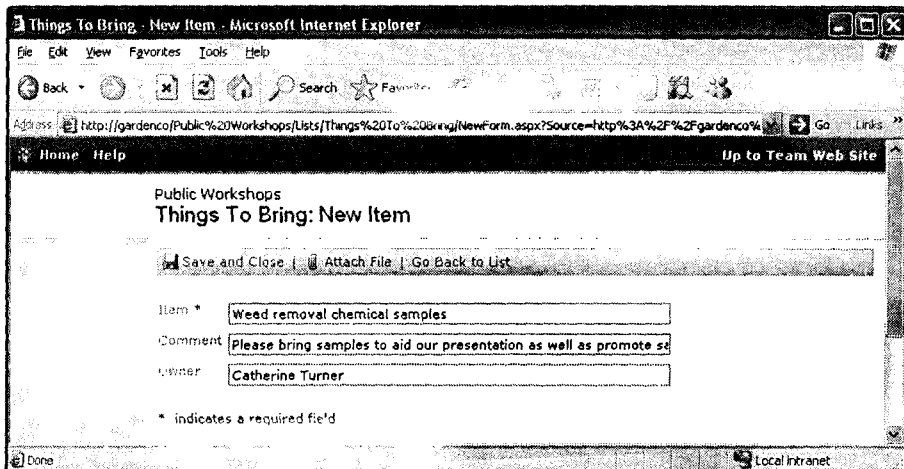 Things To Bring - New Item - Microsoft Internet Explorer
File Edit View Favorites Tools Help
Back Search Favorites
Address http://gardenco/Public%20Workshops/Lists/Things%20To%20Bring/NewForm.aspx?Source=http%3A%2F%2Fgardenco% Go Links »
Home Help Up to Team Web Site
Public Workshops
Things To Bring: New Item
Save and Close | Attach File | Go Back to List
Item * Weed removal chemical samples
Comment Please bring samples to aid our presentation as well as promote sa
Owner Catherine Turner
* indicates a required field
Done Local intranet